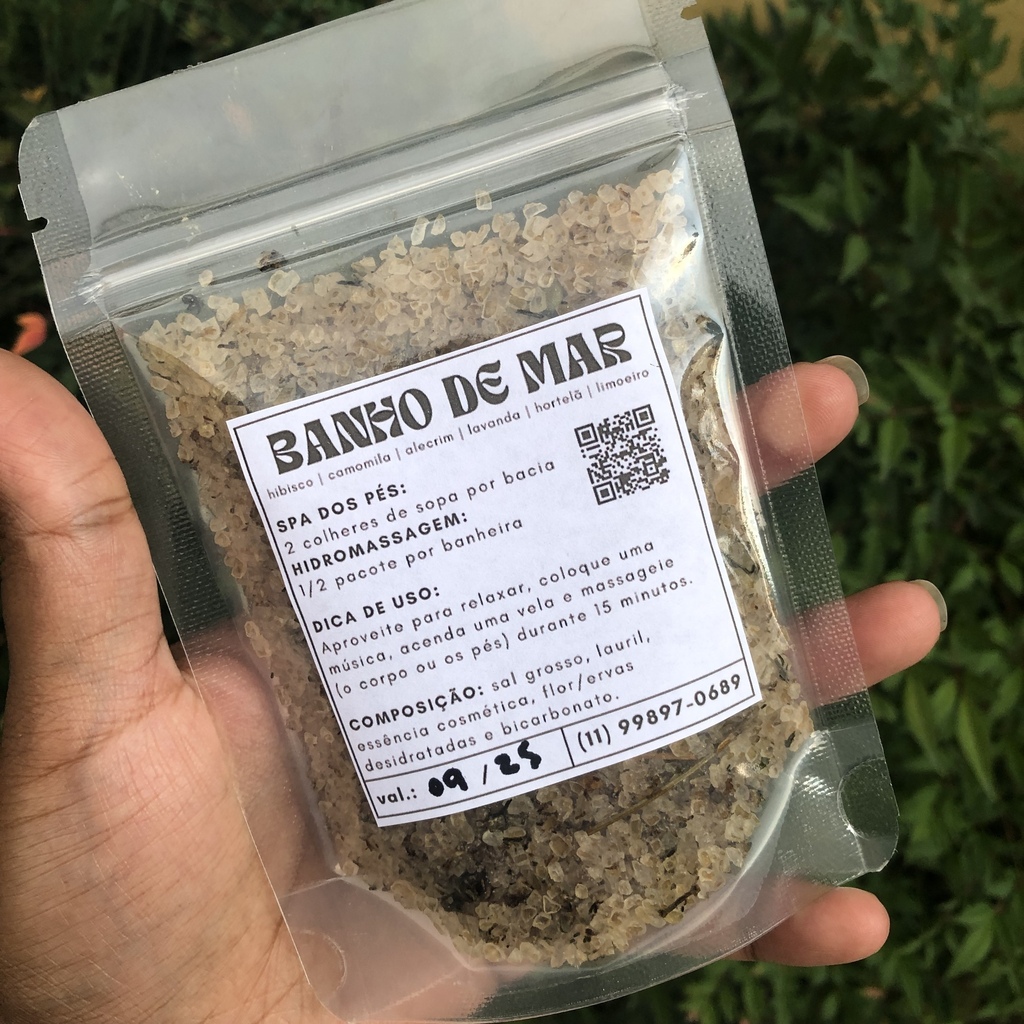 BANHO DE MAR
hibisco | camomila | alecrim | lavanda | hortelã | limoeiro
SPA DOS PÉS:
2 colheres de sopa por bacia
HIDROMASSAGEM:
1/2 pacote por banheira
DICA DE USO:
Aproveite para relaxar, coloque uma
música, acenda uma vela e massageie
(o corpo ou os pés) durante 15 minutos.
COMPOSIÇÃO: sal grosso, lauril,
essência cosmética, flor/ervas
desidratadas e bicarbonato.
val.: 09 / 25
(11) 99897-0689